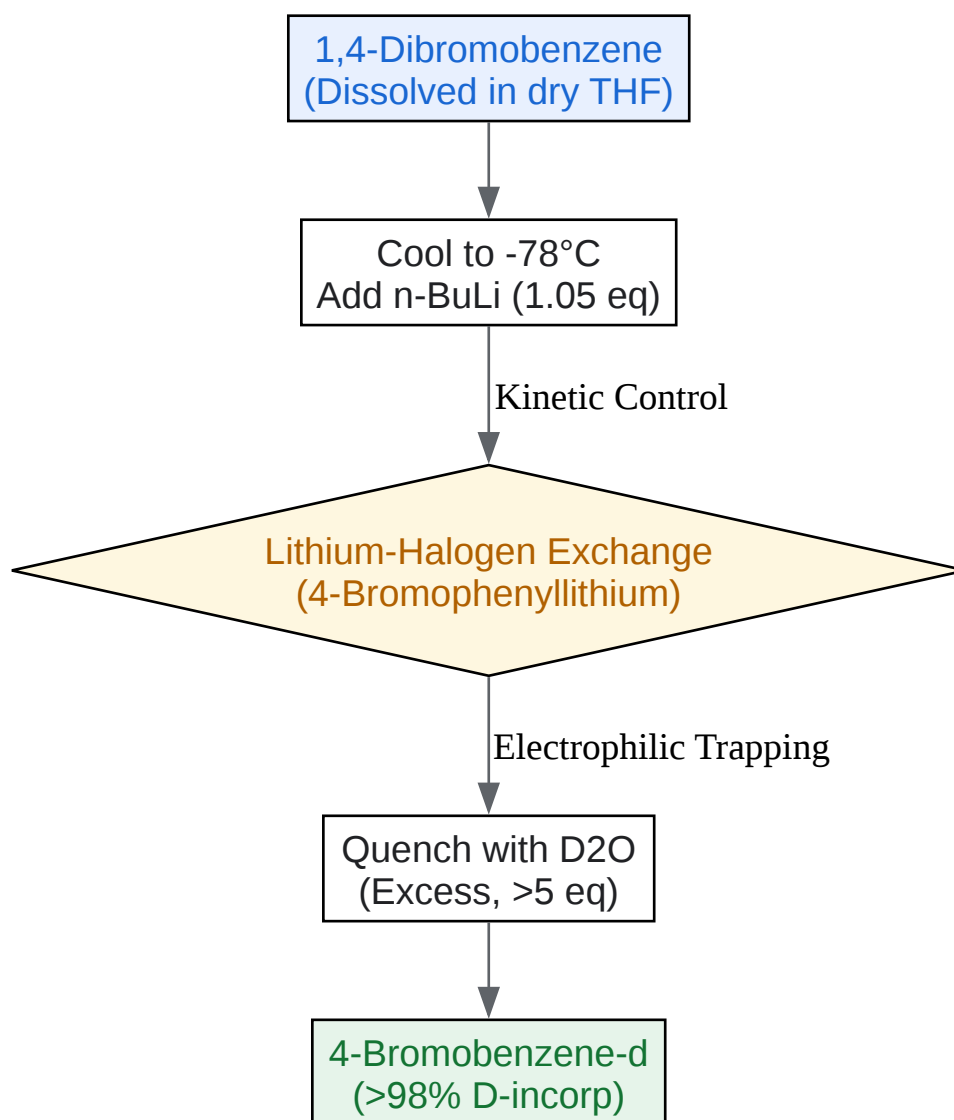 1,4-Dibromobenzene
(Dissolved in dry THF)
Cool to -78°C
Add n-BuLi (1.05 eq)
Kinetic Control
Lithium-Halogen Exchange
(4-Bromophenyllithium)
Electrophilic Trapping
Quench with D2O
(Excess, >5 eq)
4-Bromobenzene-d
(>98% D-incorp)